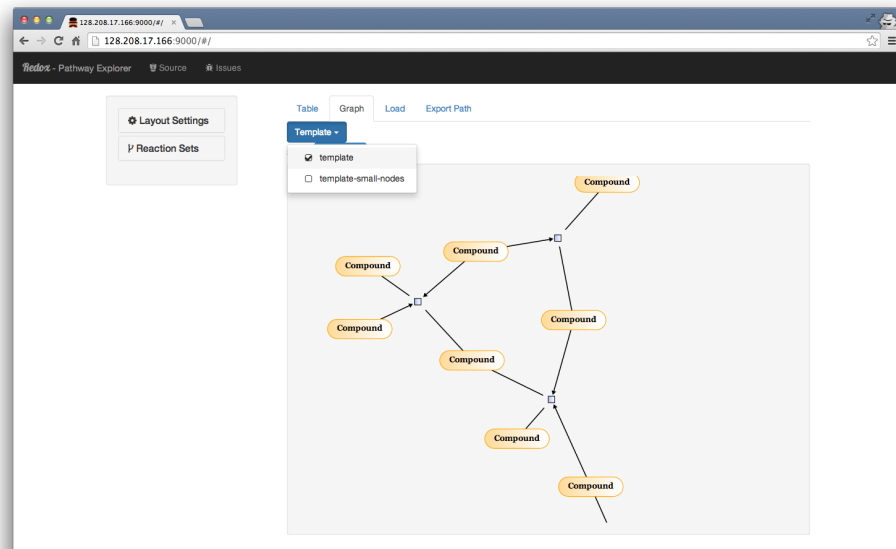 128.208.17.166:9000/#/
128.208.17.166:9000/#/
Redox - Pathway Explorer Source Issues
Layout Settings
Reaction Sets
Table Graph Load Export Path
Template
template
template-small-nodes
Compound
Compound
Compound
Compound
Compound
Compound
Compound
Compound